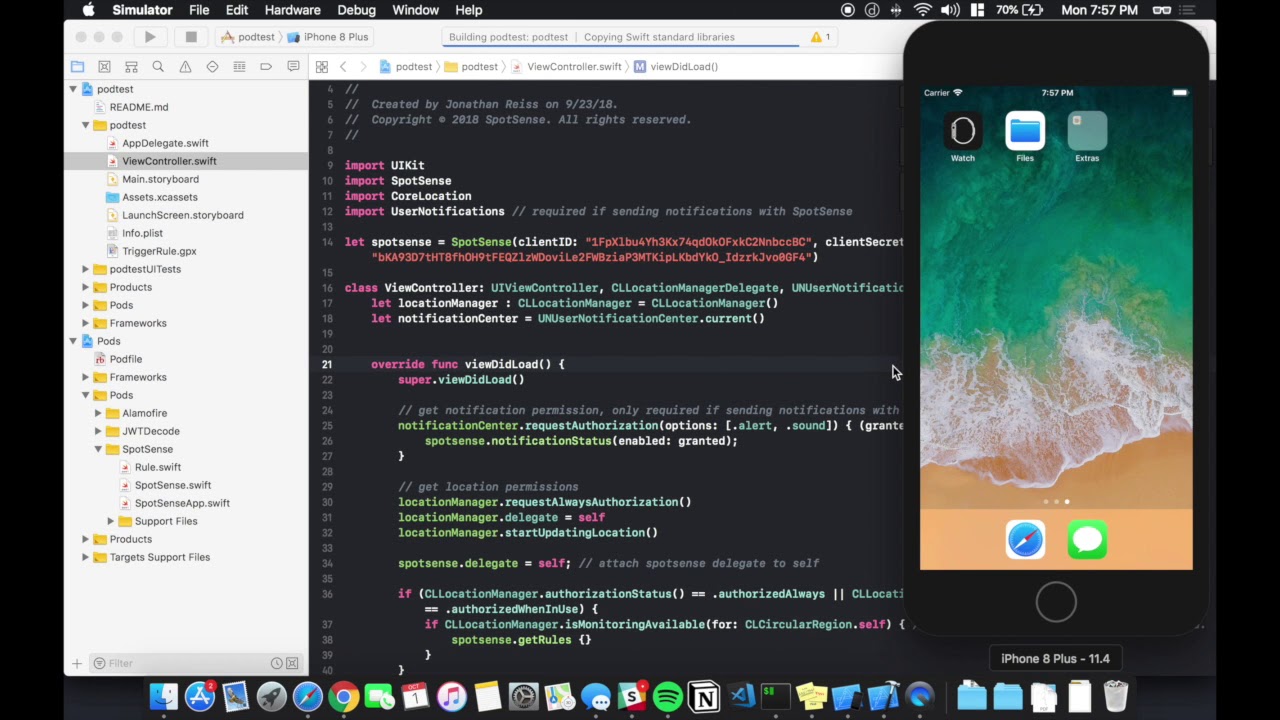 Simulator File Edit Hardware Debug Window Help 70% Mon 7:57 PM
podtest iPhone 8 Plus Building podtest: podtest | Copying Swift standard libraries 1
podtest podtest ViewController.swift M viewDidLoad()
podtest
README.md
podtest
AppDelegate.swift
ViewController.swift
Main.storyboard
Assets.xcassets
LaunchScreen.storyboard
Info.plist
TriggerRule.gpx
podtestUITests
Products
Pods
Frameworks
Pods
Podfile
Frameworks
Pods
Alamofire
JWTDecode
SpotSense
Rule.swift
SpotSense.swift
SpotSenseApp.swift
Support Files
Products
Targets Support Files
Filter
4 //
5 // Created by Jonathan Reiss on 9/23/18.
6 // Copyright © 2018 SpotSense. All rights reserved.
7 //
8
9 import UIKit
10 import SpotSense
11 import CoreLocation
12 import UserNotifications // required if sending notifications with SpotSense
13
14 let spotsense = SpotSense(clientID: "1FpXlbu4Yh3Kx74qdOkOFxkC2NnbccBC", clientSecret
"bKA93D7tHT8fhOH9tFEQZlzWDoviLe2FWBziaP3MTKipLKbdYkO_IdzrkJvo0GF4")
15
16 class ViewController: UIViewController, CLLocationManagerDelegate, UNUserNotificatio
17 let locationManager : CLLocationManager = CLLocationManager()
18 let notificationCenter = UNUserNotificationCenter.current()
19
20
21 override func viewDidLoad() {
22 super.viewDidLoad()
23
24 // get notification permission, only required if sending notifications with
25 notificationCenter.requestAuthorization(options: [.alert, .sound]) { (grante
26 spotsense.notificationStatus(enabled: granted);
27 }
28
29 // get location permissions
30 locationManager.requestAlwaysAuthorization()
31 locationManager.delegate = self
32 locationManager.startUpdatingLocation()
33
34 spotsense.delegate = self; // attach spotsense delegate to self
35
36 if (CLLocationManager.authorizationStatus() == .authorizedAlways || CLLocati
== .authorizedWhenInUse) {
37 if CLLocationManager.isMonitoringAvailable(for: CLCircularRegion.self) {
38 spotsense.getRules {}
39 }
40 }
Carrier 7:57 PM
Watch Files Extras
iPhone 8 Plus - 11.4